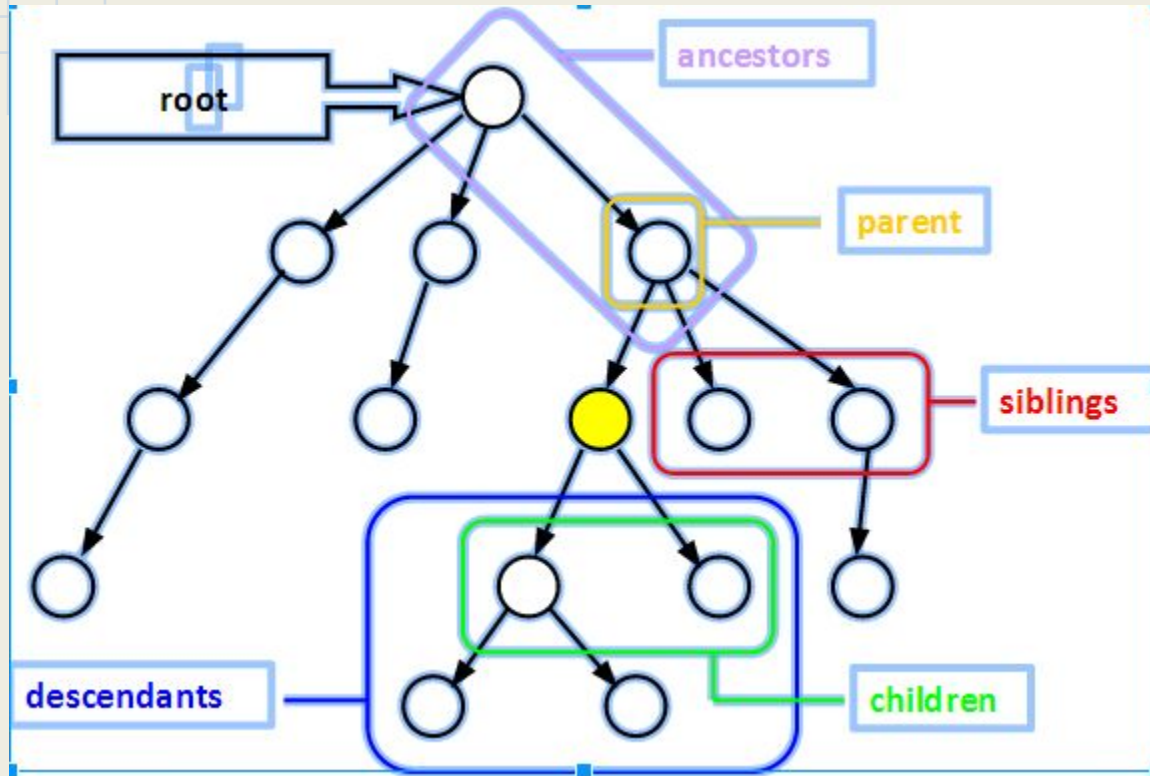 ancestors
root
parent
siblings
descendants
children